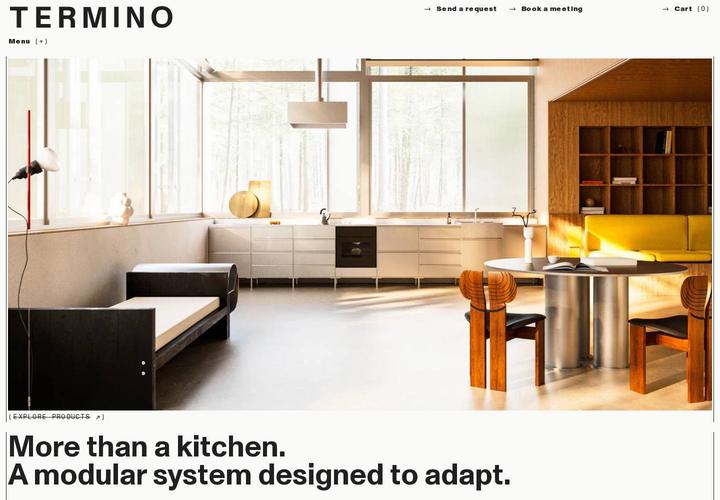 TERMINO
→ Send a request → Book a meeting → Cart (0)
Menu (+)
(EXPLORE PRODUCTS ↗)
More than a kitchen.
A modular system designed to adapt.